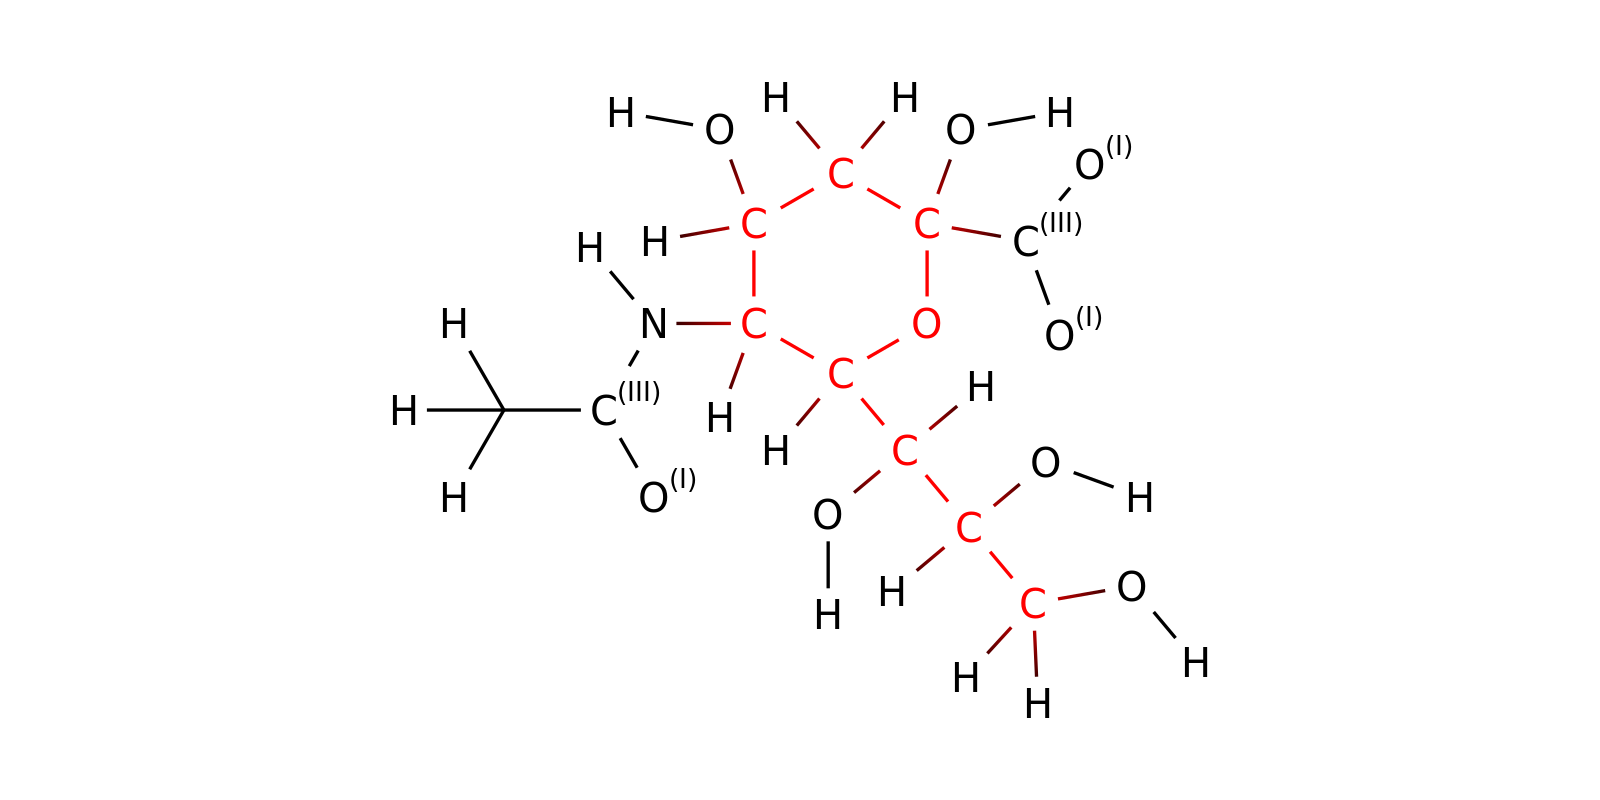 H H
H O O H
O(I)
C
C C C(III)
H H
H N C O O(I)
C H
H C(III) H
H C
O H
H O(I)
O H
C
H O
H C
H
H H
H